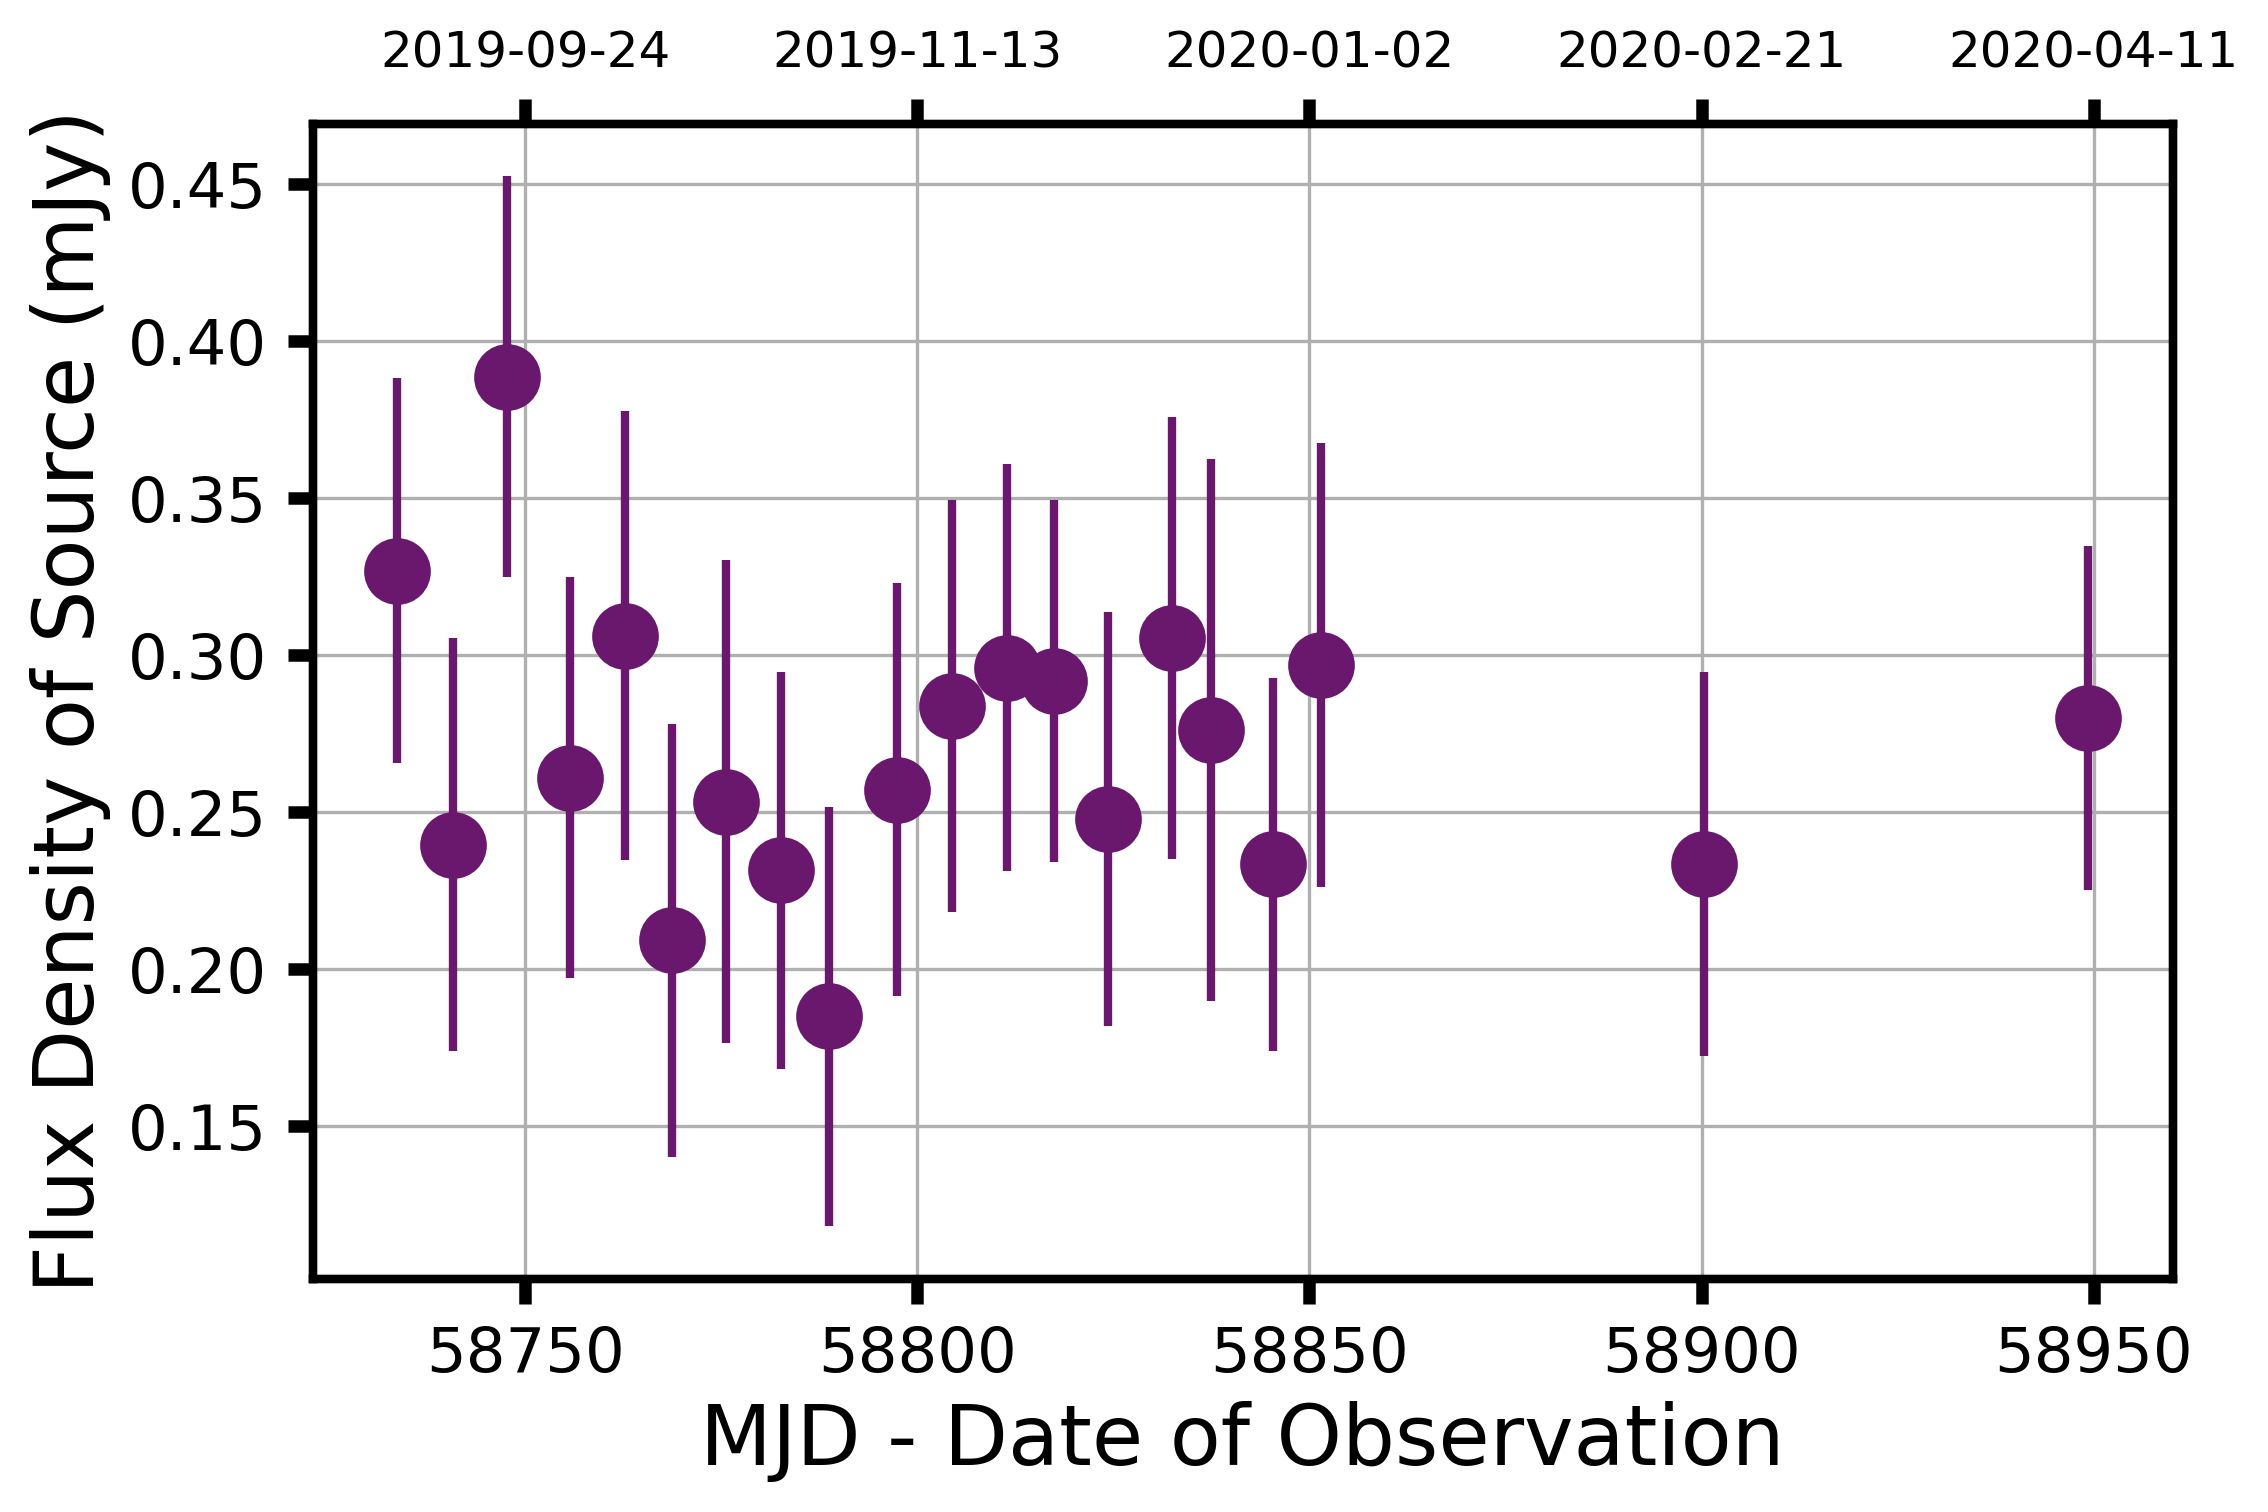 2019-09-24 2019-11-13 2020-01-02 2020-02-21 2020-04-11
Flux Density of Source (mJy)
0.45
0.40
0.35
0.30
0.25
0.20
0.15
58750 58800 58850 58900 58950
MJD - Date of Observation